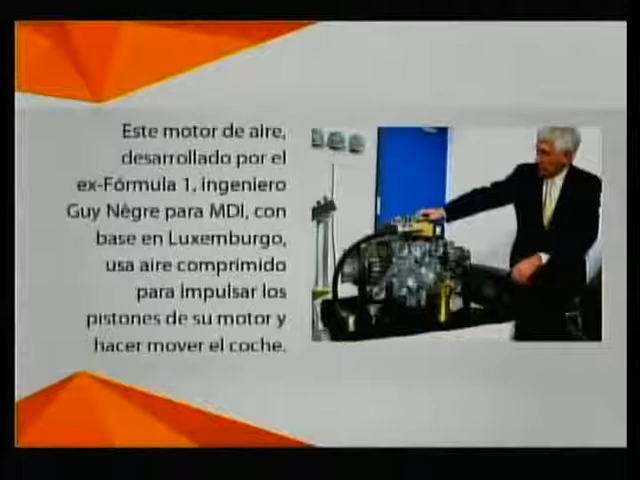 Este motor de aire,
desarrollado por el
ex-Fórmula 1, ingeniero
Guy Nègre para MDI, con
base en Luxemburgo,
usa aire comprimido
para impulsar los
pistones de su motor y
hacer mover el coche.